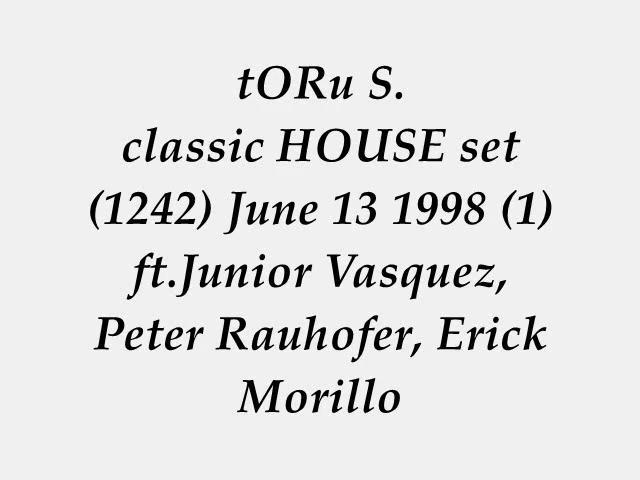 tORu S.
classic HOUSE set
(1242) June 13 1998 (1)
ft.Junior Vasquez,
Peter Rauhofer, Erick
Morillo